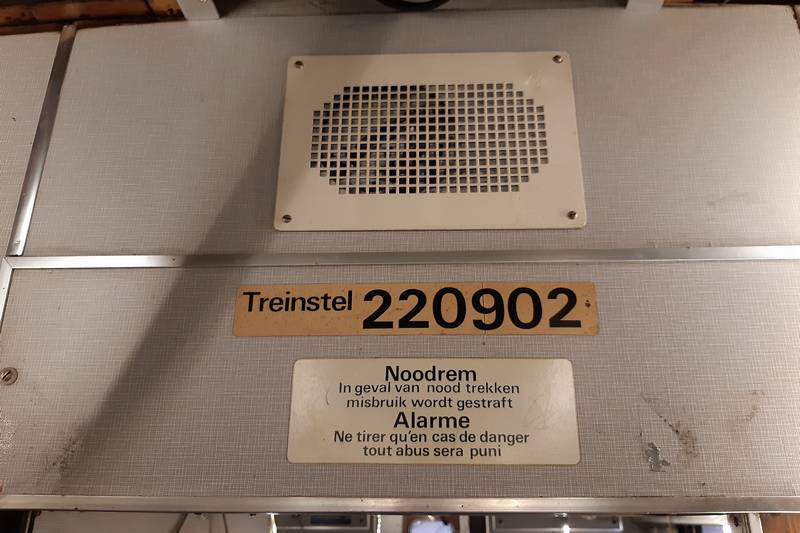 Treinstel 220902
Noodrem
In geval van nood trekken
misbruik wordt gestraft
Alarme
Ne tirer qu'en cas de danger
tout abus sera puni